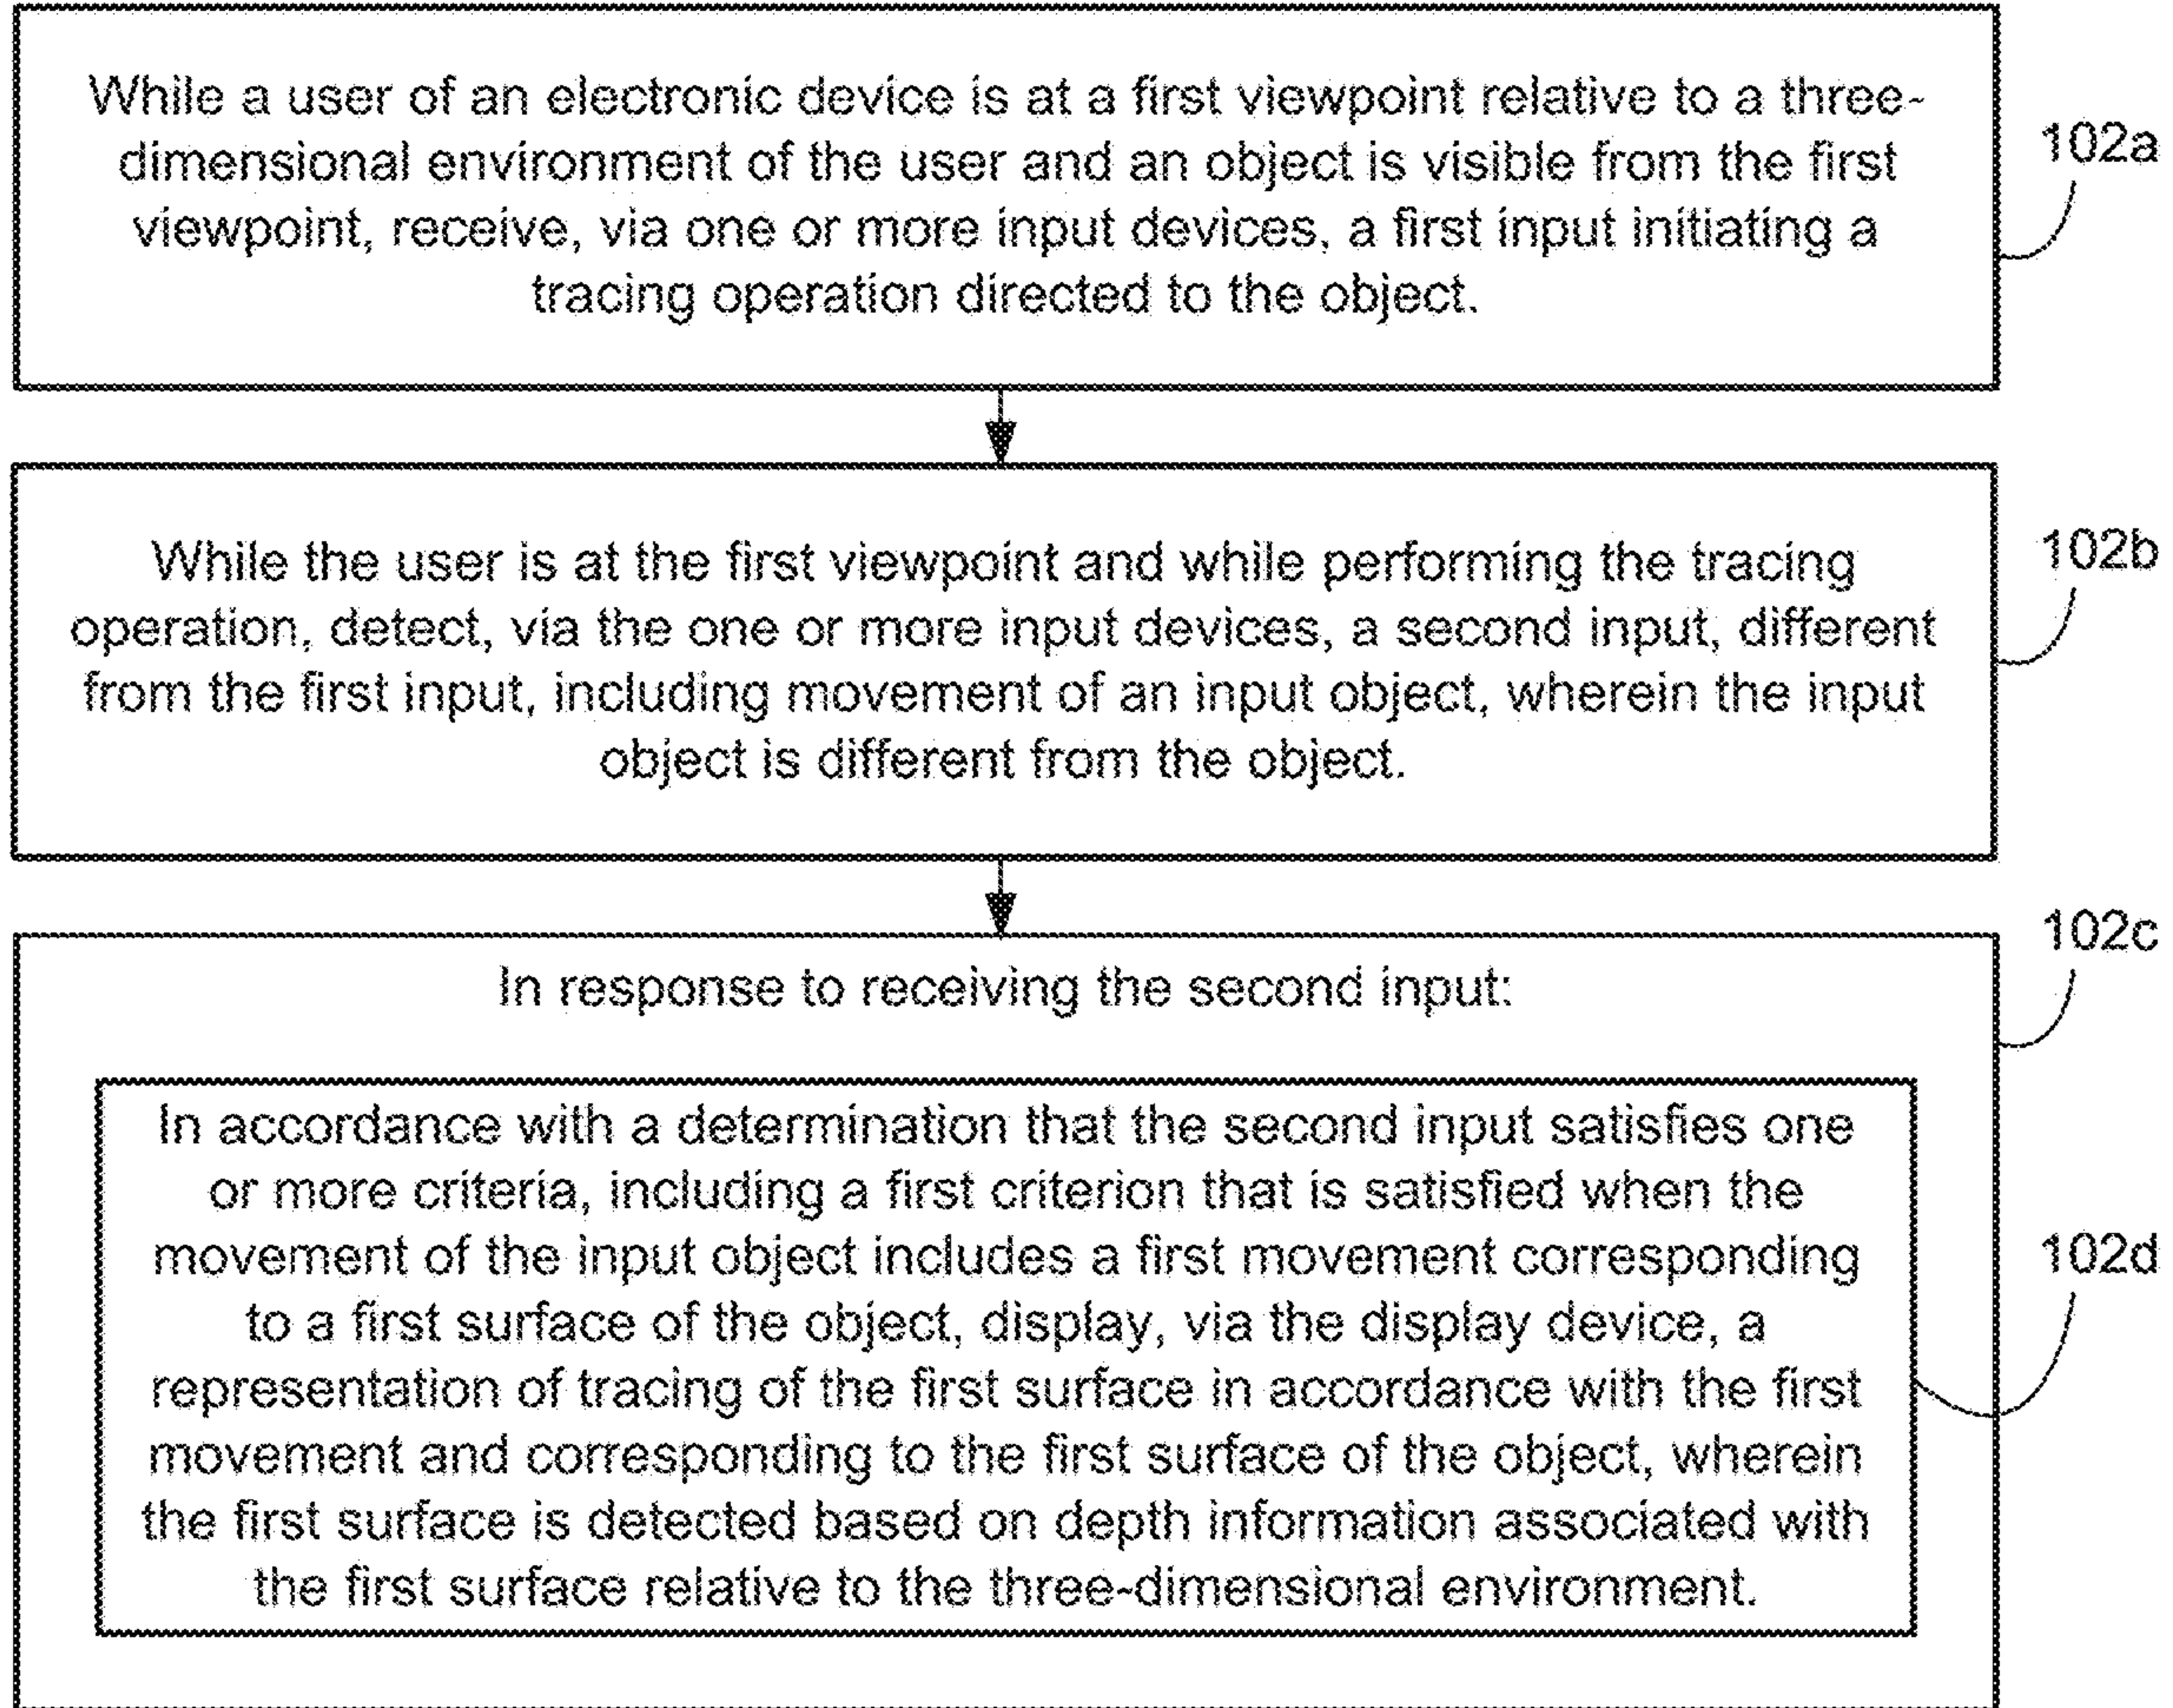 While a user of an electronic device is at a first viewpoint relative to a three-
dimensional environment of the user and an object is visible from the first
viewpoint, receive, via one or more input devices, a first input initiating a
tracing operation directed to the object.
102a
While the user is at the first viewpoint and while performing the tracing
operation, detect, via the one or more input devices, a second input, different
from the first input, including movement of an input object, wherein the input
object is different from the object.
102b
In response to receiving the second input:
102c
In accordance with a determination that the second input satisfies one
or more criteria, including a first criterion that is satisfied when the
movement of the input object includes a first movement corresponding
to a first surface of the object, display, via the display device, a
representation of tracing of the first surface in accordance with the first
movement and corresponding to the first surface of the object, wherein
the first surface is detected based on depth information associated with
the first surface relative to the three-dimensional environment.
102d